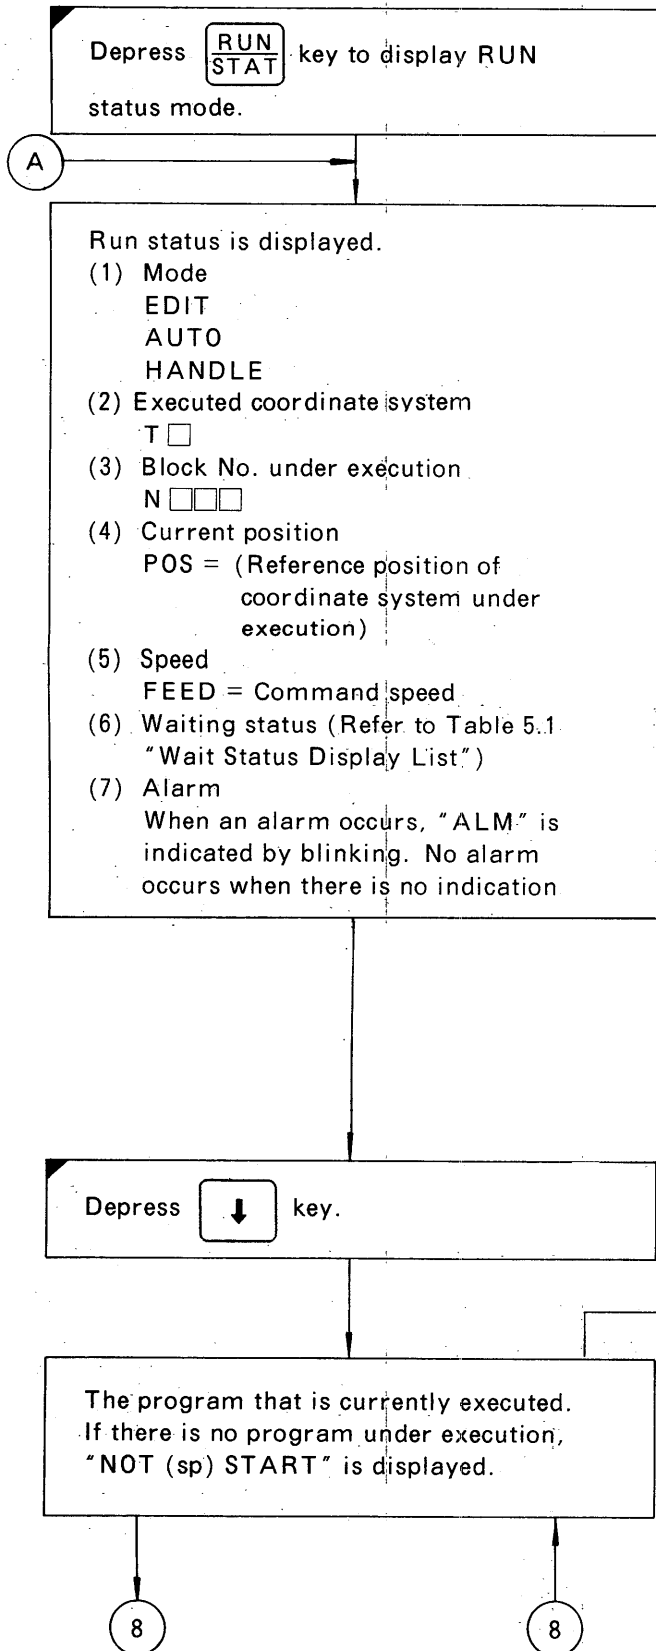 Depress RUN STAT key to display RUN
status mode.
A
Run status is displayed.
(1) Mode
EDIT
AUTO
HANDLE
(2) Executed coordinate system
T □
(3) Block No. under execution
N □□□
(4) Current position
POS = (Reference position of
coordinate system under
execution)
(5) Speed
FEED = Command speed
(6) Waiting status (Refer to Table 5.1
"Wait Status Display List")
(7) Alarm
When an alarm occurs, "ALM" is
indicated by blinking. No alarm
occurs when there is no indication
Depress ⬇ key.
The program that is currently executed.
If there is no program under execution,
"NOT (sp) START" is displayed.
8 8